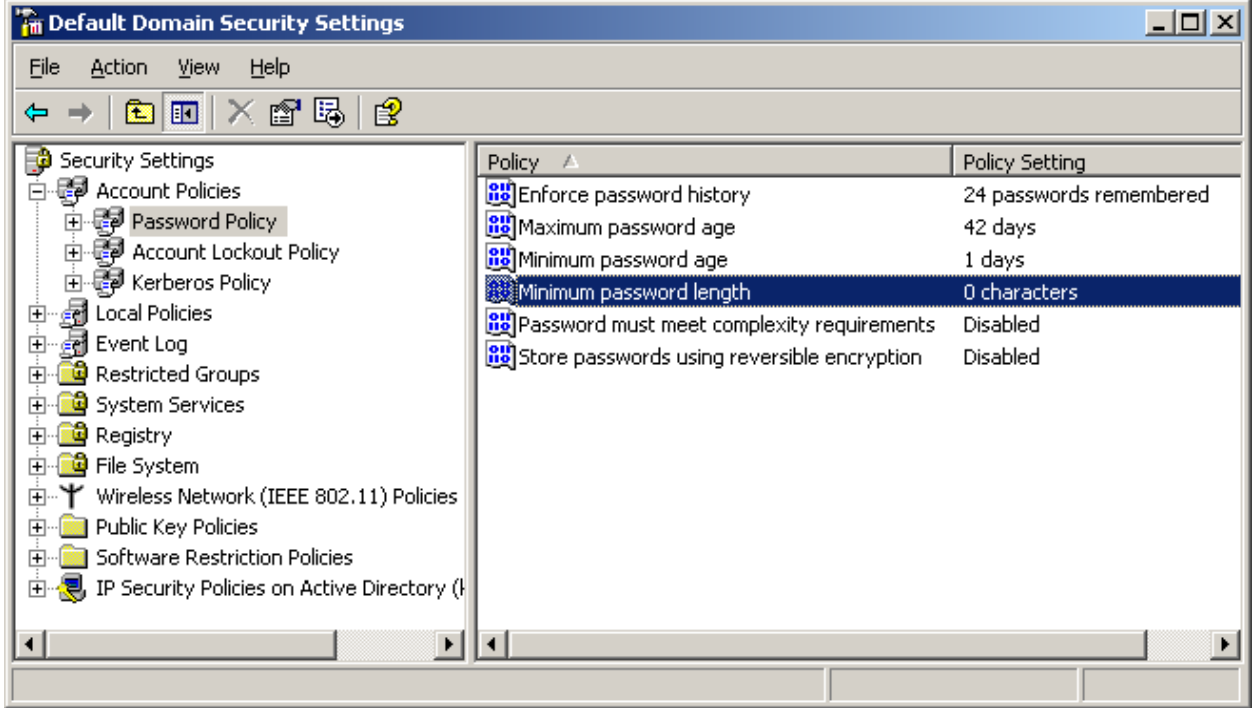 Default Domain Security Settings
File Action View Help
Security Settings
Account Policies
Password Policy
Account Lockout Policy
Kerberos Policy
Local Policies
Event Log
Restricted Groups
System Services
Registry
File System
Wireless Network (IEEE 802.11) Policies
Public Key Policies
Software Restriction Policies
IP Security Policies on Active Directory (
Policy Policy Setting
Enforce password history 24 passwords remembered
Maximum password age 42 days
Minimum password age 1 days
Minimum password length 0 characters
Password must meet complexity requirements Disabled
Store passwords using reversible encryption Disabled